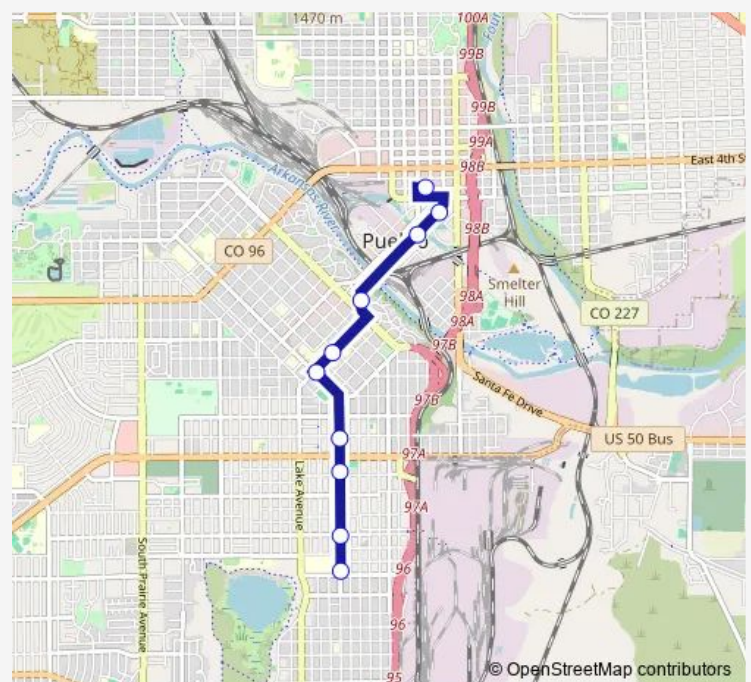 1470 m
100A
99B
99B
99A
98B
East 4th S
Arkansas River
Pueblo
98B
CO 96
Smelter
Hill
98A
98A
CO 227
97B
97B
Santa Fe Drive
US 50 Bus
97A
Lake Avenue
97A
South Prairie Avenue
96
96
95
© OpenStreetMap contributors